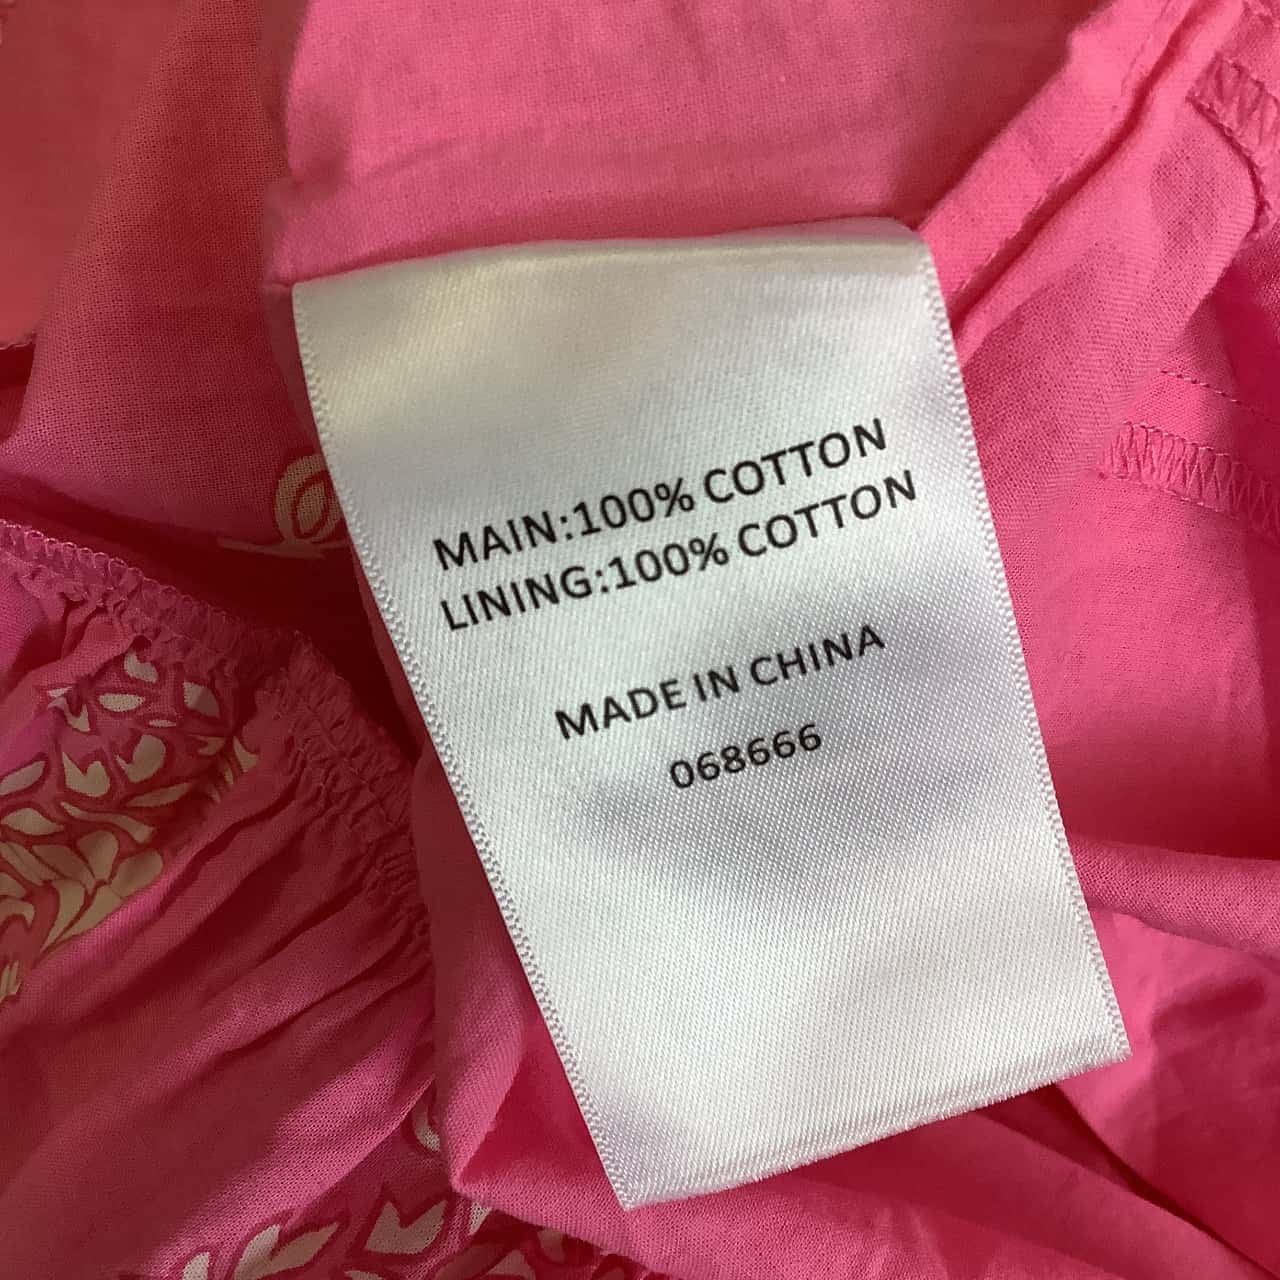 MAIN:100% COTTON
LINING:100% COTTON
MADE IN CHINA
068666